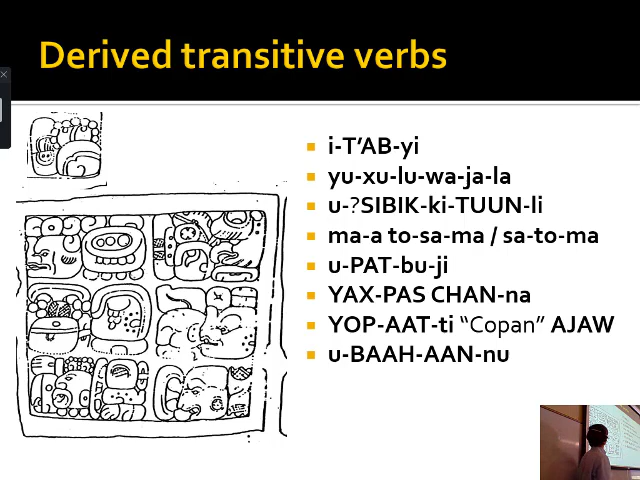 Derived transitive verbs
i-T’AB-yi
yu-xu-lu-wa-ja-la
u-?SIBIK-ki-TUUN-li
ma-a to-sa-ma / sa-to-ma
u-PAT-bu-ji
YAX-PAS CHAN-na
YOP-AAT-ti “Copan” AJAW
u-BAAH-AAN-nu